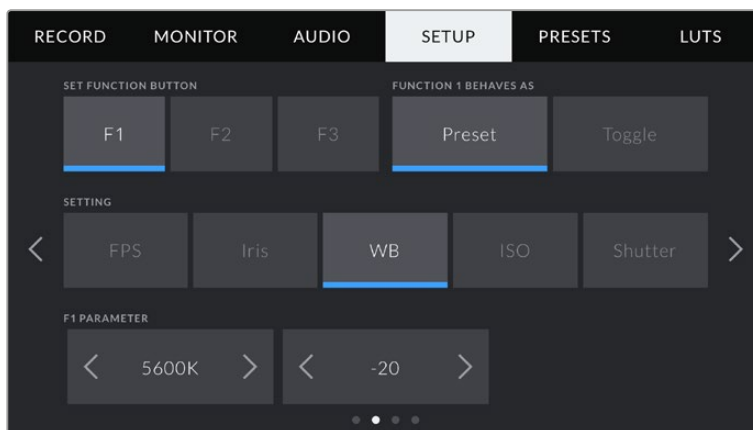 RECORD MONITOR AUDIO SETUP PRESETS LUTS
SET FUNCTION BUTTON FUNCTION 1 BEHAVES AS
F1 F2 F3 Preset Toggle
SETTING
FPS Iris WB ISO Shutter
F1 PARAMETER
5600K -20